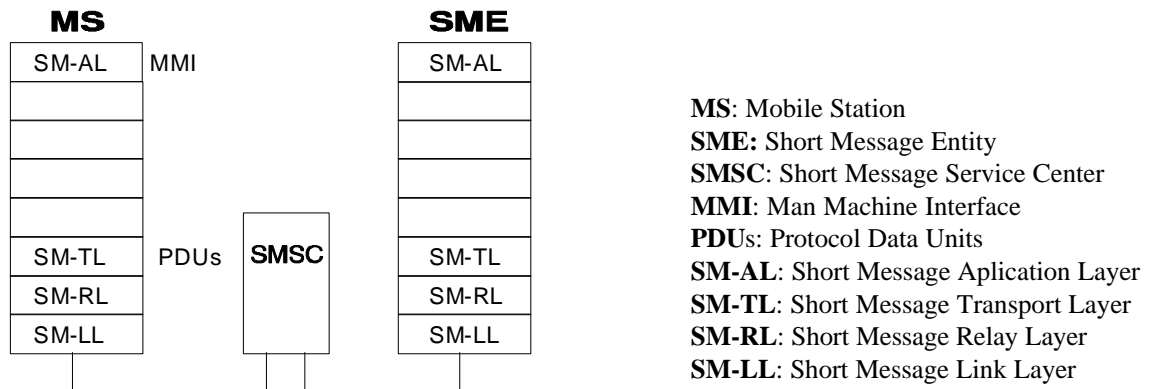 MS
SME
SM-AL MMI
SM-AL
SM-TL PDUs SMSC
SM-TL
SM-RL
SM-RL
SM-LL
SM-LL
MS: Mobile Station
SME: Short Message Entity
SMSC: Short Message Service Center
MMI: Man Machine Interface
PDUs: Protocol Data Units
SM-AL: Short Message Aplication Layer
SM-TL: Short Message Transport Layer
SM-RL: Short Message Relay Layer
SM-LL: Short Message Link Layer